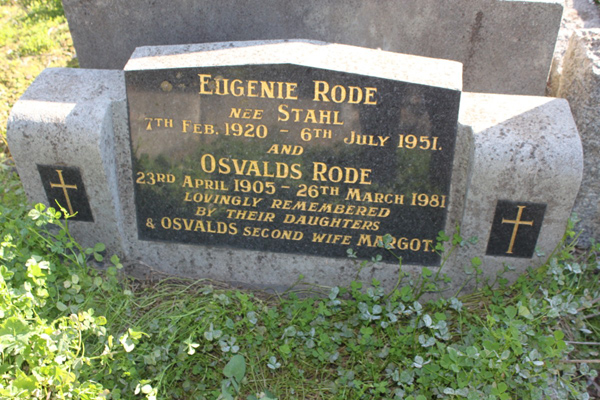 EUGENIE RODE
NEE STAHL
7TH FEB. 1920 - 6TH JULY 1951.
AND
OSVALDS RODE
23RD APRIL 1905 - 26TH MARCH 1981
LOVINGLY REMEMBERED
BY THEIR DAUGHTERS
& OSVALDS SECOND WIFE MARGOT.